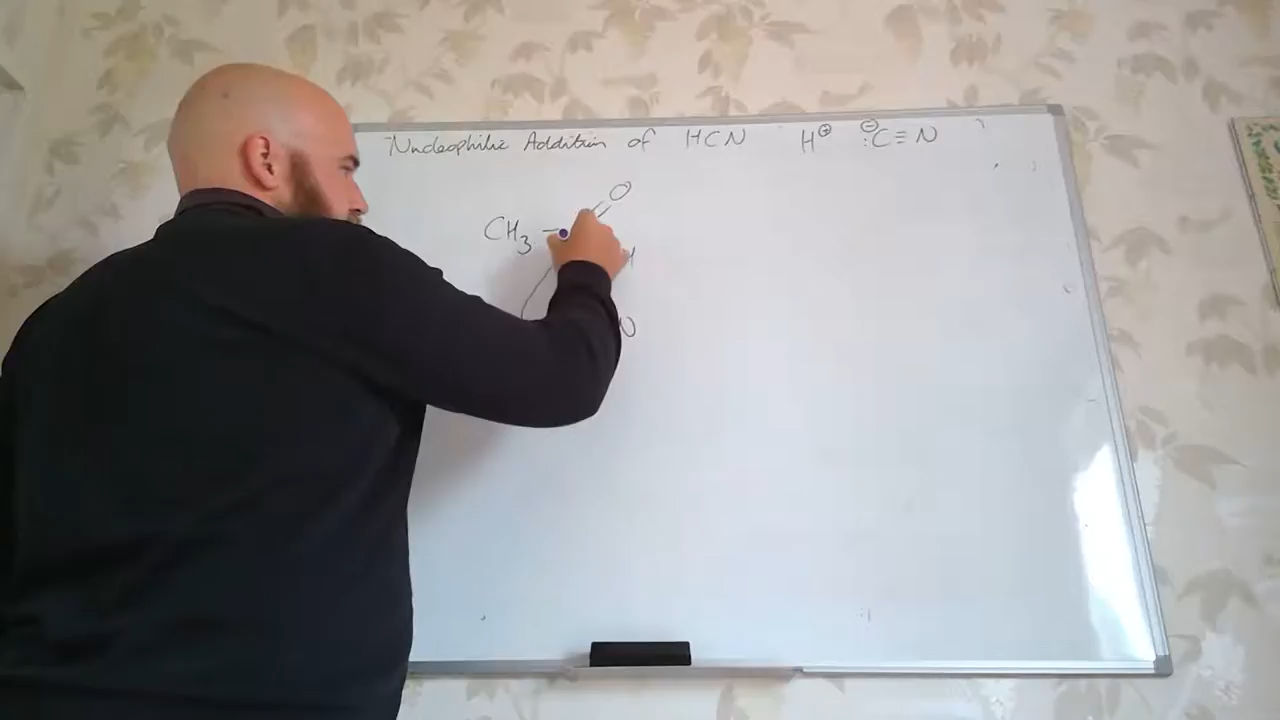 Nucleophilic Addition of HCN H⊕ ⊖:C≡N
O
CH3 -
N